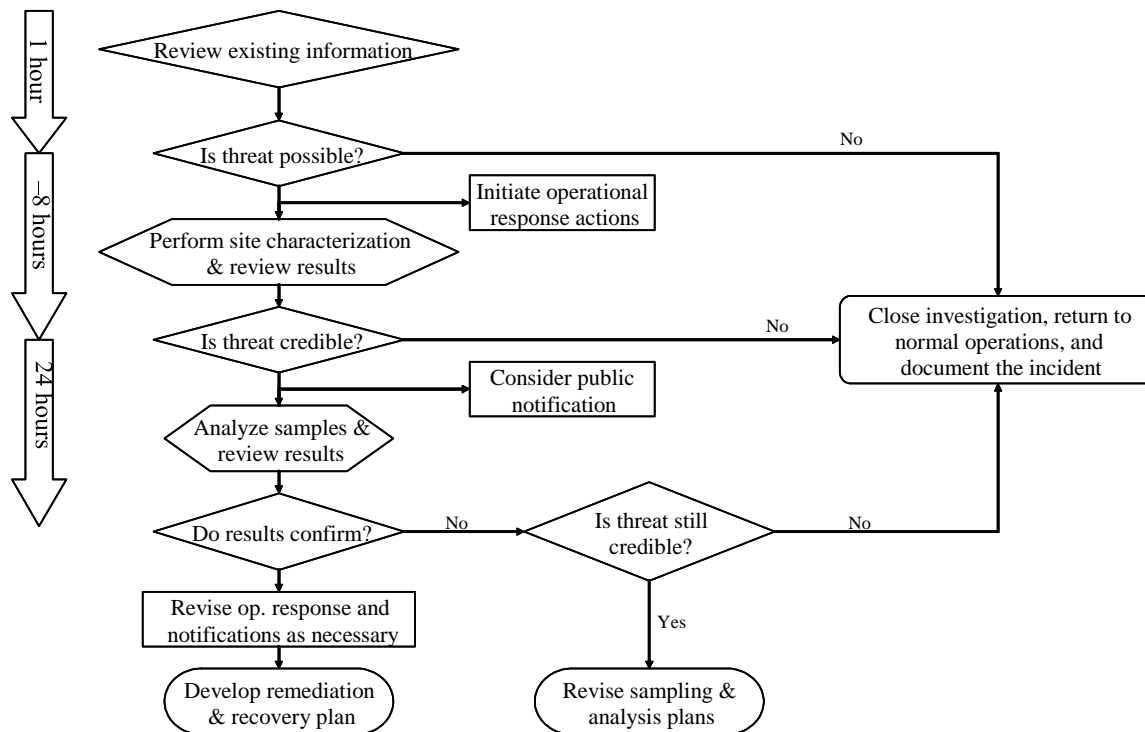 1 hour
–8 hours
24 hours
Review existing information
Is threat possible?
No
Initiate operational
response actions
Perform site characterization
& review results
Is threat credible?
No
Close investigation, return to
normal operations, and
document the incident
Consider public
notification
Analyze samples &
review results
Do results confirm?
No
Is threat still
credible?
No
Revise op. response and
notifications as necessary
Yes
Develop remediation
& recovery plan
Revise sampling &
analysis plans